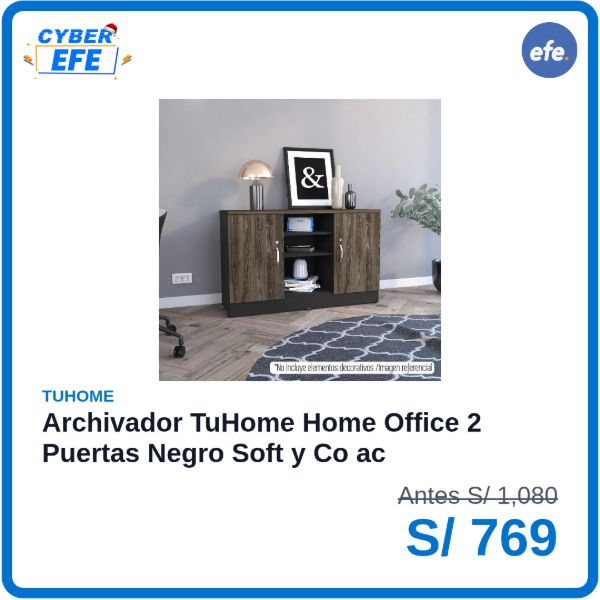 CYBER
EFE
efe.
&
*No incluye elementos decorativos /Imagen referencial
TUHOME
Archivador TuHome Home Office 2
Puertas Negro Soft y Co ac
Antes S/ 1,080
S/ 769